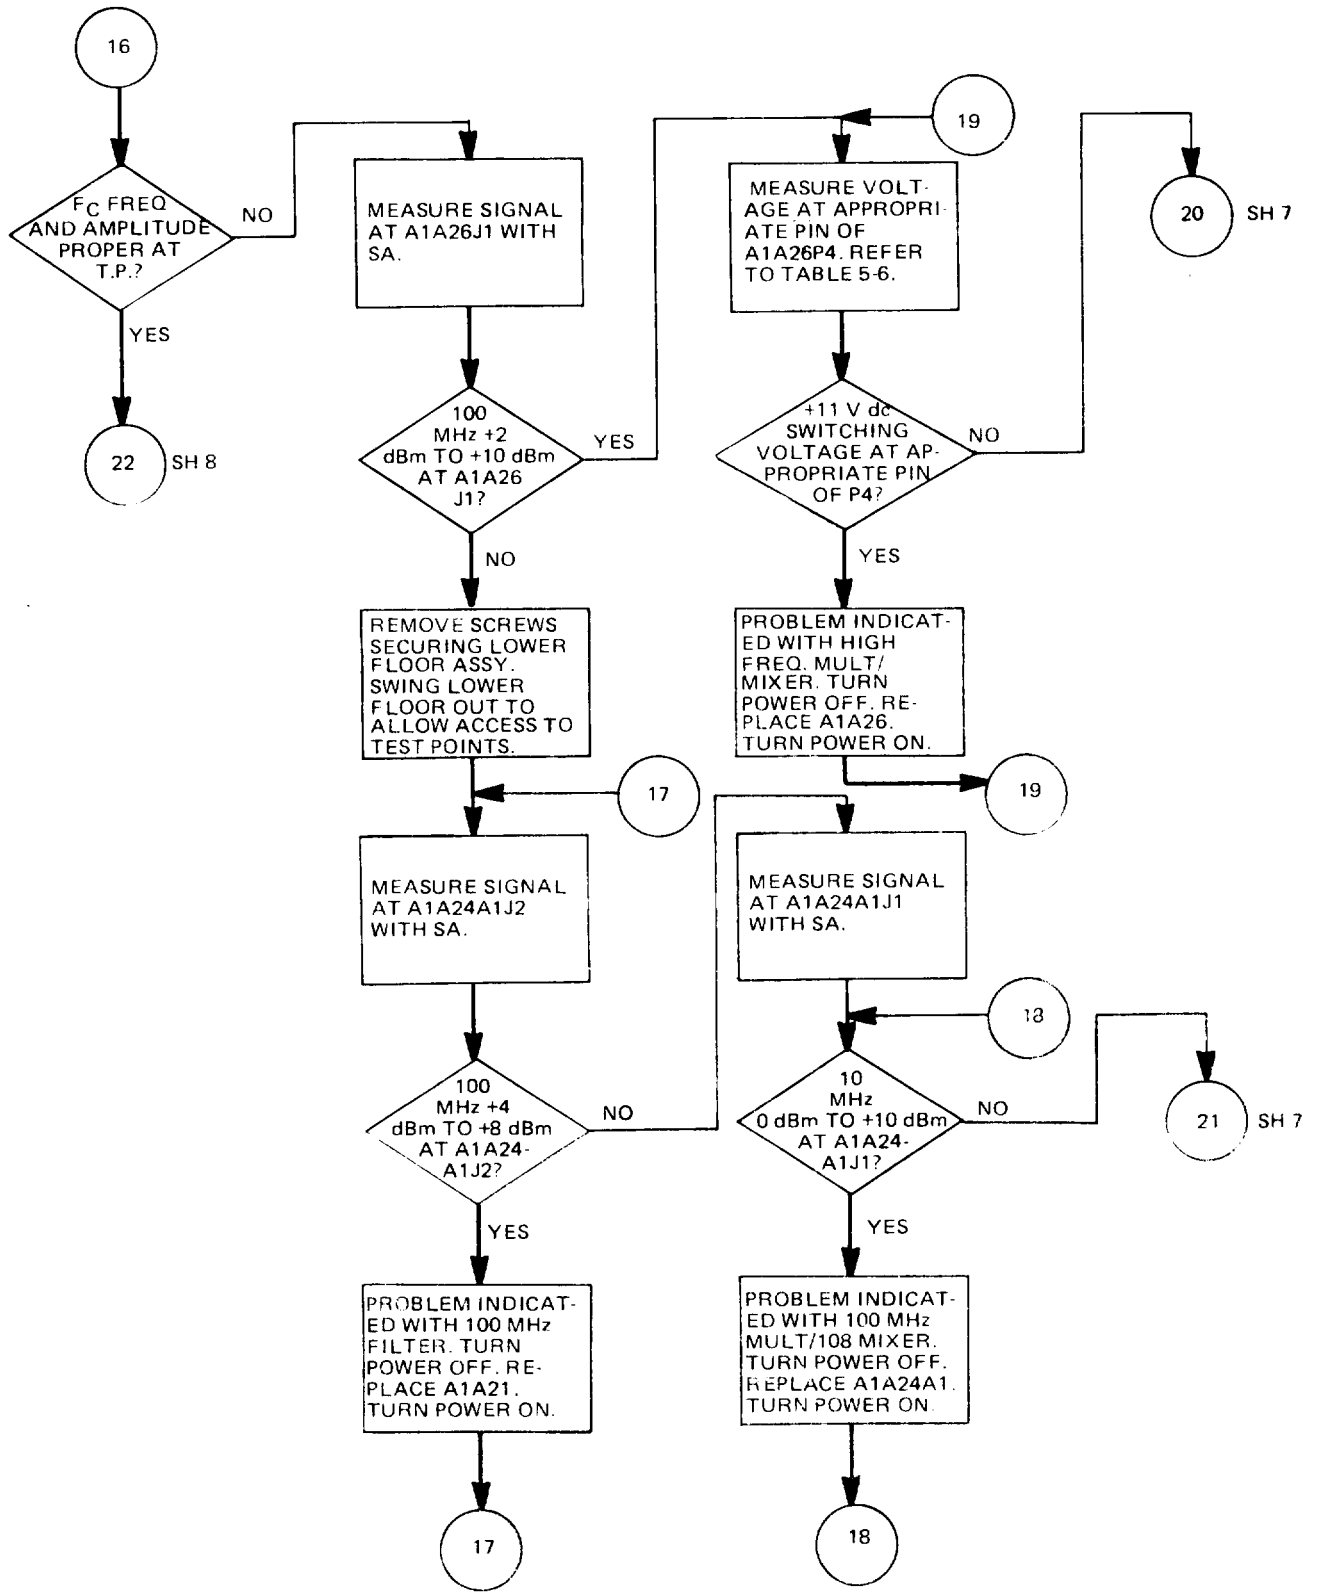 16
FC FREQ
AND AMPLITUDE
PROPER AT
T.P.?
NO
YES
22
SH 8
MEASURE SIGNAL
AT A1A26J1 WITH
SA.
100
MHz +2
dBm TO +10 dBm
AT A1A26
J1?
YES
NO
REMOVE SCREWS
SECURING LOWER
FLOOR ASSY.
SWING LOWER
FLOOR OUT TO
ALLOW ACCESS TO
TEST POINTS.
17
MEASURE SIGNAL
AT A1A24A1J2
WITH SA.
100
MHz +4
dBm TO +8 dBm
AT A1A24-
A1J2?
NO
YES
PROBLEM INDICAT-
ED WITH 100 MHz
FILTER. TURN
POWER OFF. RE-
PLACE A1A21.
TURN POWER ON.
17
19
MEASURE VOLT-
AGE AT APPROPRI-
ATE PIN OF
A1A26P4. REFER
TO TABLE 5-6.
+11 V dc
SWITCHING
VOLTAGE AT AP-
PROPRIATE PIN
OF P4?
NO
20
SH 7
YES
PROBLEM INDICAT-
ED WITH HIGH
FREQ. MULT/
MIXER. TURN
POWER OFF. RE-
PLACE A1A26.
TURN POWER ON.
19
MEASURE SIGNAL
AT A1A24A1J1
WITH SA.
18
10
MHz
0 dBm TO +10 dBm
AT A1A24-
A1J1?
NO
21
SH 7
YES
PROBLEM INDICAT-
ED WITH 100 MHz
MULT/108 MIXER.
TURN POWER OFF.
REPLACE A1A24A1.
TURN POWER ON.
18